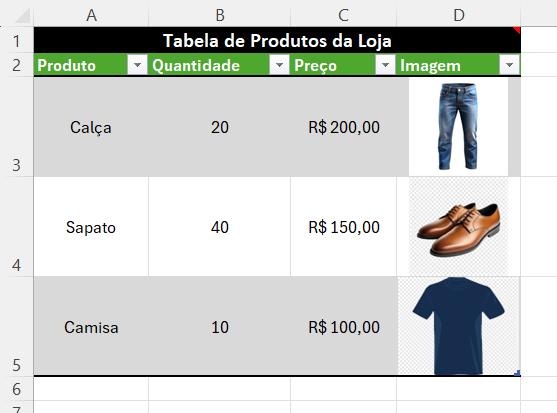 A B C D
1 Tabela de Produtos da Loja
2 Produto Quantidade Preço Imagem
3 Calça 20 R$ 200,00
4 Sapato 40 R$ 150,00
5 Camisa 10 R$ 100,00
6
7